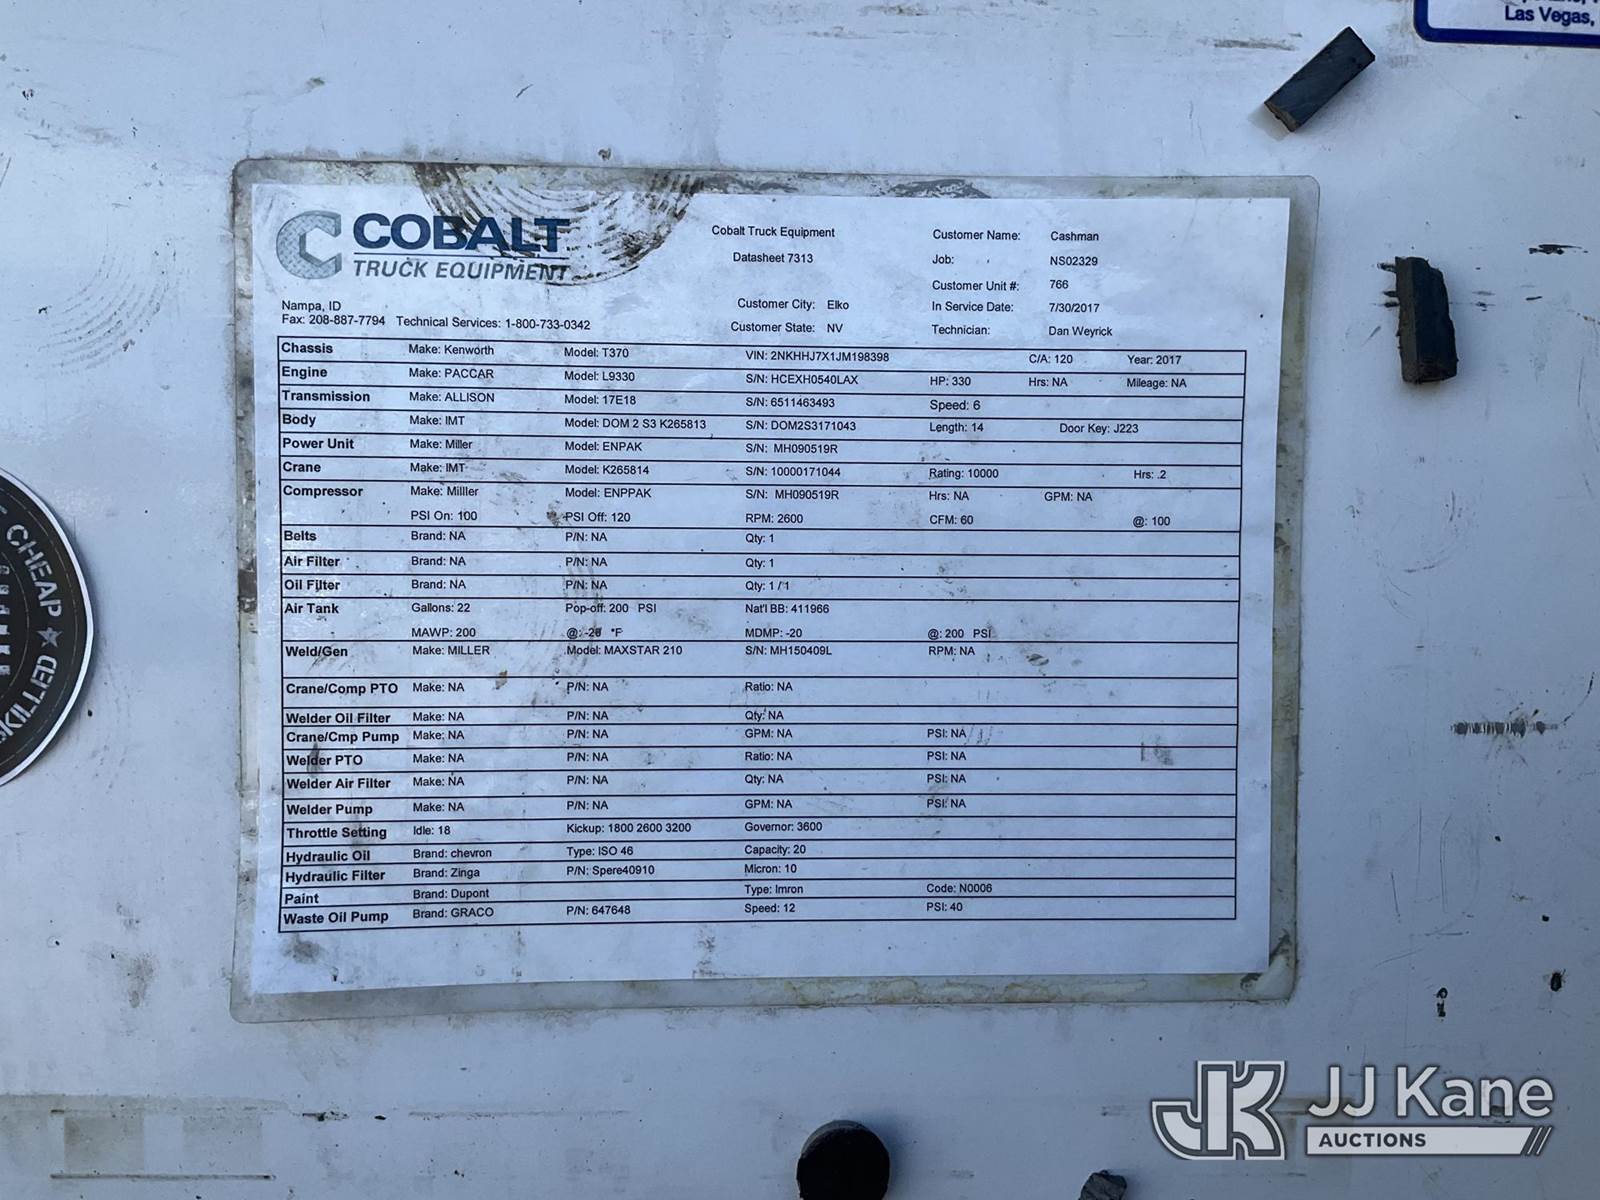 Las Vegas,
COBALT
TRUCK EQUIPMENT
Nampa, ID
Fax: 208-887-7794 Technical Services: 1-800-733-0342
Cobalt Truck Equipment
Datasheet 7313
Customer City: Elko
Customer State: NV
Customer Name: Cashman
Job: NS02329
Customer Unit #: 766
In Service Date: 7/30/2017
Technician: Dan Weyrick
Chassis Make: Kenworth Model: T370 VIN: 2NKHHJ7X1JM198398 C/A: 120 Year: 2017
Engine Make: PACCAR Model: L9330 S/N: HCEXH0540LAX HP: 330 Hrs: NA Mileage: NA
Transmission Make: ALLISON Model: 17E18 S/N: 6511463493 Speed: 6
Body Make: IMT Model: DOM 2 S3 K265813 S/N: DOM2S3171043 Length: 14 Door Key: J223
Power Unit Make: Miller Model: ENPAK S/N: MH090519R
Crane Make: IMT Model: K265814 S/N: 10000171044 Rating: 10000 Hrs: .2
Compressor Make: Milller Model: ENPPAK S/N: MH090519R Hrs: NA GPM: NA
PSI On: 100 PSI Off: 120 RPM: 2600 CFM: 60 @: 100
Belts Brand: NA P/N: NA Qty: 1
Air Filter Brand: NA P/N: NA Qty: 1
Oil Filter Brand: NA P/N: NA Qty: 1 / 1
Air Tank Gallons: 22 Pop-off: 200 PSI Nat'l BB: 411966
MAWP: 200 @: -20 °F MDMP: -20 @: 200 PSI
Weld/Gen Make: MILLER Model: MAXSTAR 210 S/N: MH150409L RPM: NA
Crane/Comp PTO Make: NA P/N: NA Ratio: NA
Welder Oil Filter Make: NA P/N: NA Qty: NA
Crane/Cmp Pump Make: NA P/N: NA GPM: NA PSI: NA
Welder PTO Make: NA P/N: NA Ratio: NA PSI: NA
Welder Air Filter Make: NA P/N: NA Qty: NA PSI: NA
Welder Pump Make: NA P/N: NA GPM: NA PSI: NA
Throttle Setting Idle: 18 Kickup: 1800 2600 3200 Governor: 3600
Hydraulic Oil Brand: chevron Type: ISO 46 Capacity: 20
Hydraulic Filter Brand: Zinga P/N: Spere40910 Micron: 10
Paint Brand: Dupont Type: Imron Code: N0006
Waste Oil Pump Brand: GRACO P/N: 647648 Speed: 12 PSI: 40
CHEAP
KILLED
JK JJ Kane
AUCTIONS